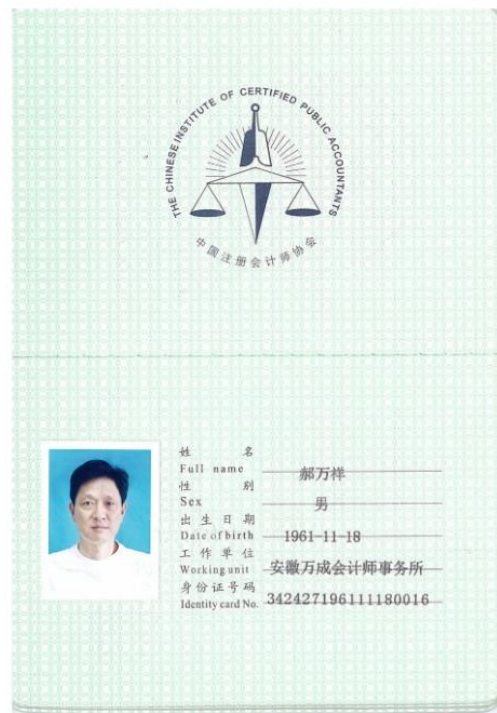 THE CHINESE INSTITUTE OF CERTIFIED PUBLIC ACCOUNTANTS
中国注册会计师协会
姓 名
Full name 郝万祥
性 别
Sex 男
出生日期
Date of birth 1961-11-18
工作单位
Working unit 安徽万成会计师事务所
身份证号码
Identity card No. 342427196111180016